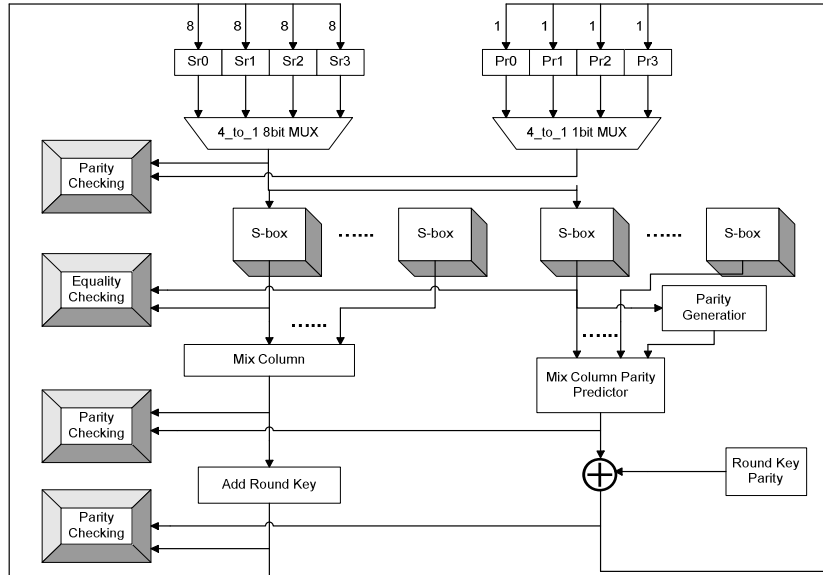 8 8 8 8 1 1 1 1
Sr0 Sr1 Sr2 Sr3 Pr0 Pr1 Pr2 Pr3
4_to_1 8bit MUX 4_to_1 1bit MUX
Parity
Checking
S-box ...... S-box S-box ...... S-box
Equality
Checking
Parity
Generatior
......
......
Mix Column
Mix Column Parity
Predictor
Parity
Checking
Add Round Key
Round Key
Parity
Parity
Checking